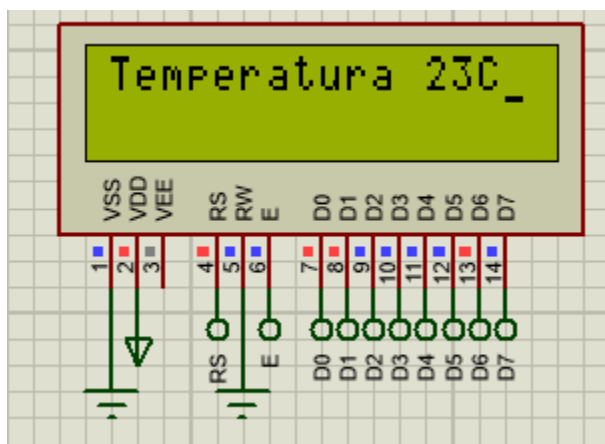 Temperatura 23C_
VSS VDD VEE RS RW E D0 D1 D2 D3 D4 D5 D6 D7
1 2 3 4 5 6 7 8 9 10 11 12 13 14
RS E D0 D1 D2 D3 D4 D5 D6 D7